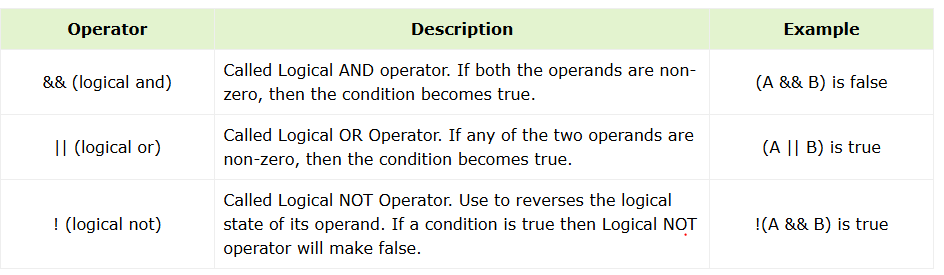 Operator Description Example
&& (logical and)
Called Logical AND operator. If both the operands are non-
zero, then the condition becomes true.
(A && B) is false
|| (logical or)
Called Logical OR Operator. If any of the two operands are
non-zero, then the condition becomes true.
(A || B) is true
! (logical not)
Called Logical NOT Operator. Use to reverses the logical
state of its operand. If a condition is true then Logical NOT
operator will make false.
!(A && B) is true